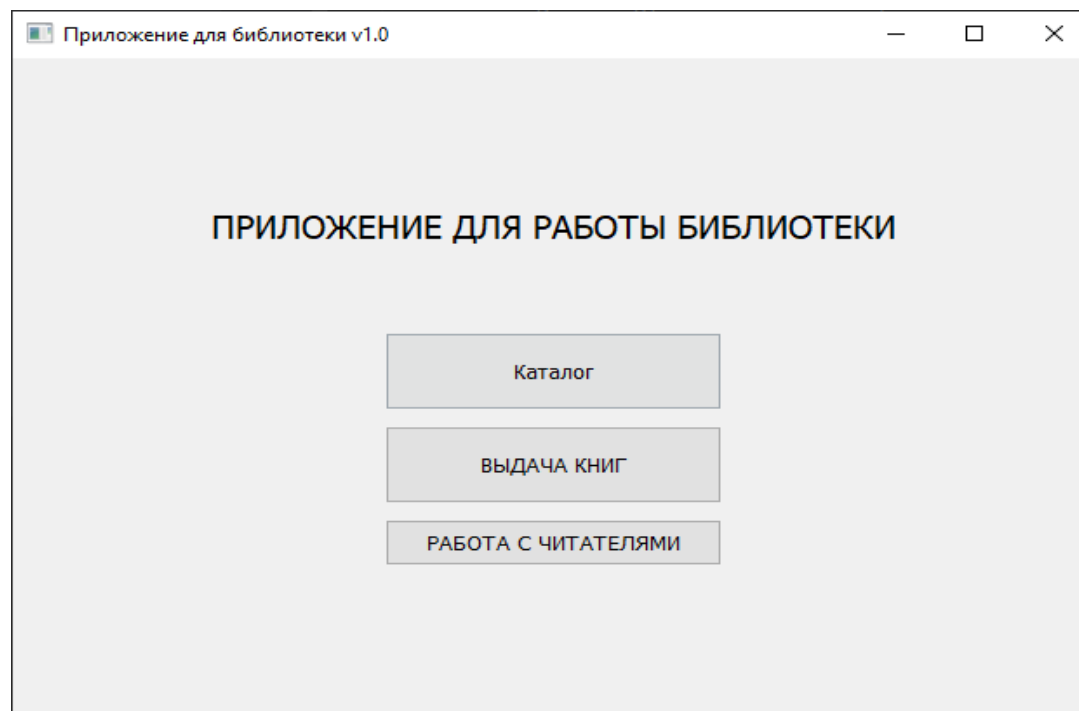 Приложение для библиотеки v1.0
ПРИЛОЖЕНИЕ ДЛЯ РАБОТЫ БИБЛИОТЕКИ
Каталог
ВЫДАЧА КНИГ
РАБОТА С ЧИТАТЕЛЯМИ